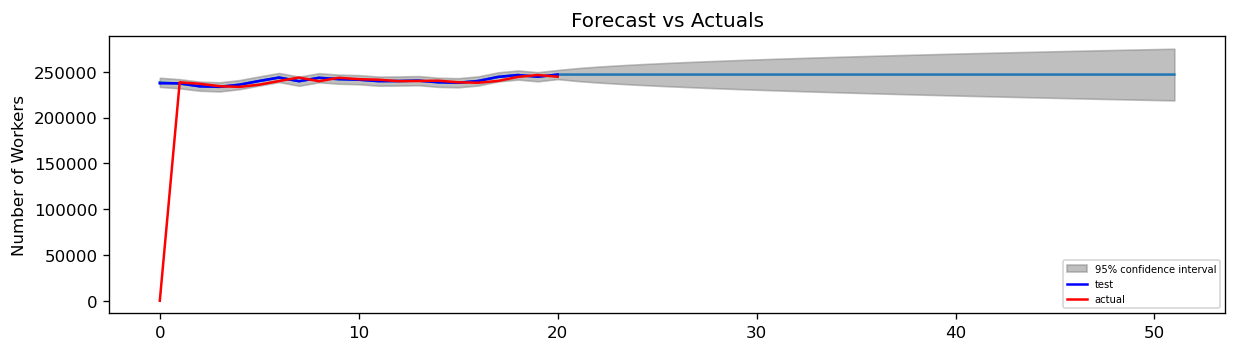 Forecast vs Actuals
Number of Workers
250000
200000
150000
100000
50000
0
0 10 20 30 40 50
95% confidence interval
test
actual